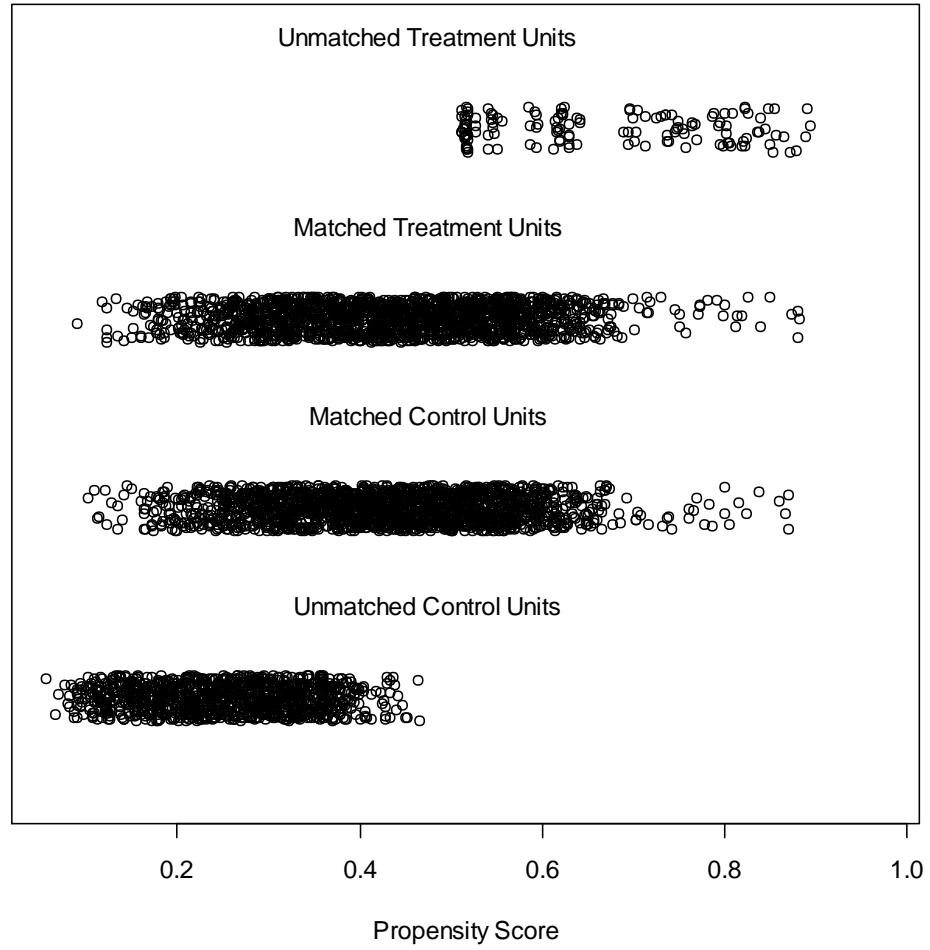 Unmatched Treatment Units
Matched Treatment Units
Matched Control Units
Unmatched Control Units
0.2 0.4 0.6 0.8 1.0
Propensity Score